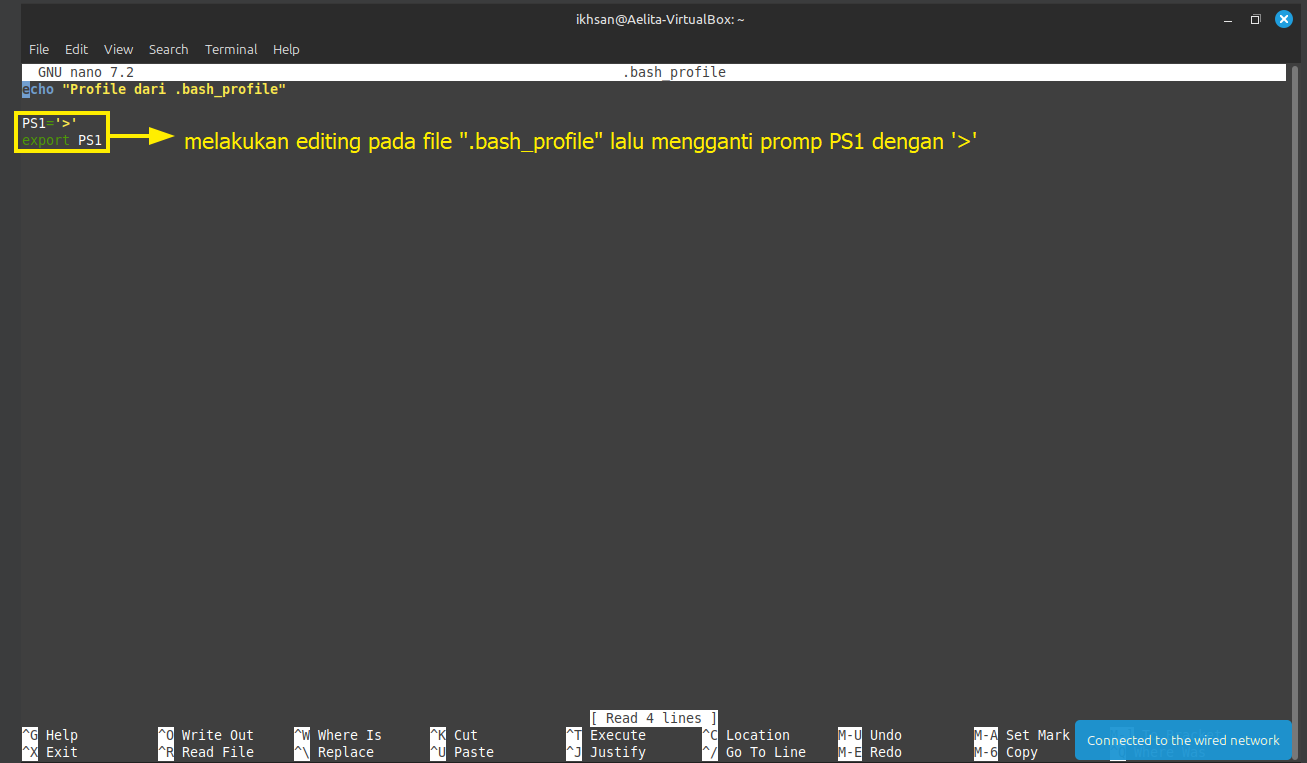 ikhsan@Aelita-VirtualBox: ~
File Edit View Search Terminal Help
GNU nano 7.2 .bash_profile
echo "Profile dari .bash_profile"
PS1='>'
export PS1
melakukan editing pada file ".bash_profile" lalu mengganti promp PS1 dengan '>'
[ Read 4 lines ]
^G Help ^O Write Out ^W Where Is ^K Cut ^T Execute ^C Location M-U Undo M-A Set Mark
^X Exit ^R Read File ^\ Replace ^U Paste ^J Justify ^/ Go To Line M-E Redo M-6 Copy
Connected to the wired network